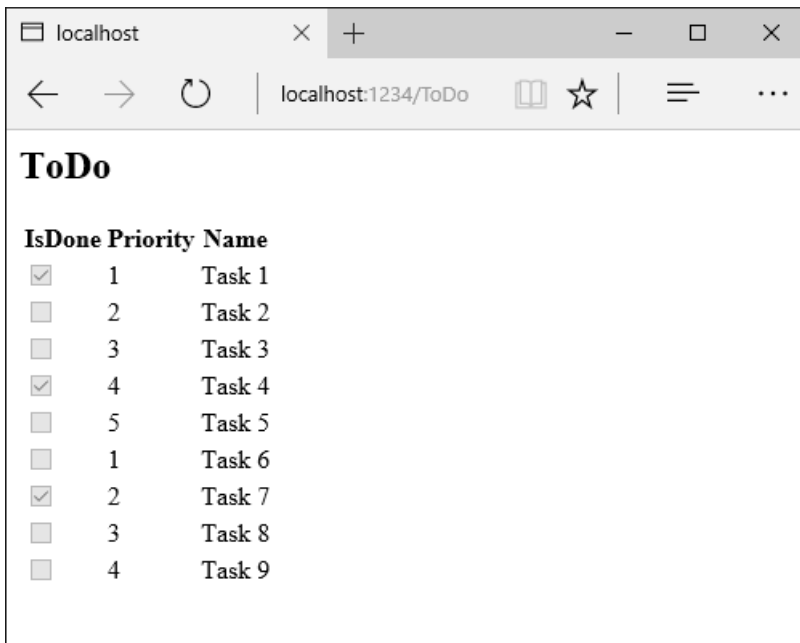 localhost
localhost:1234/ToDo
ToDo
IsDone Priority Name
1 Task 1
2 Task 2
3 Task 3
4 Task 4
5 Task 5
1 Task 6
2 Task 7
3 Task 8
4 Task 9